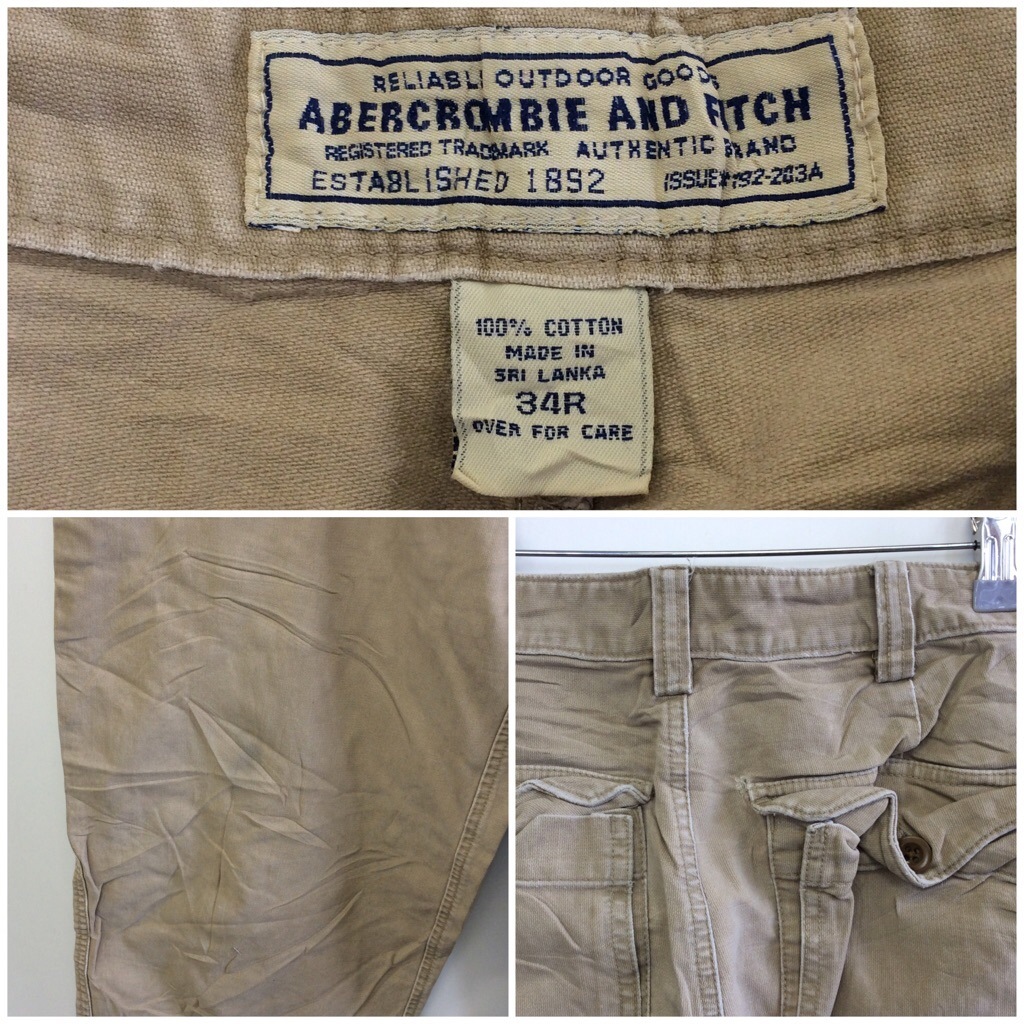 RELIABLE OUTDOOR GOODS
ABERCROMBIE AND FITCH
REGISTERED TRADEMARK AUTHENTIC BRAND
ESTABLISHED 1892 ISSUE#192-203A
100% COTTON
MADE IN
SRI LANKA
34R
OVER FOR CARE